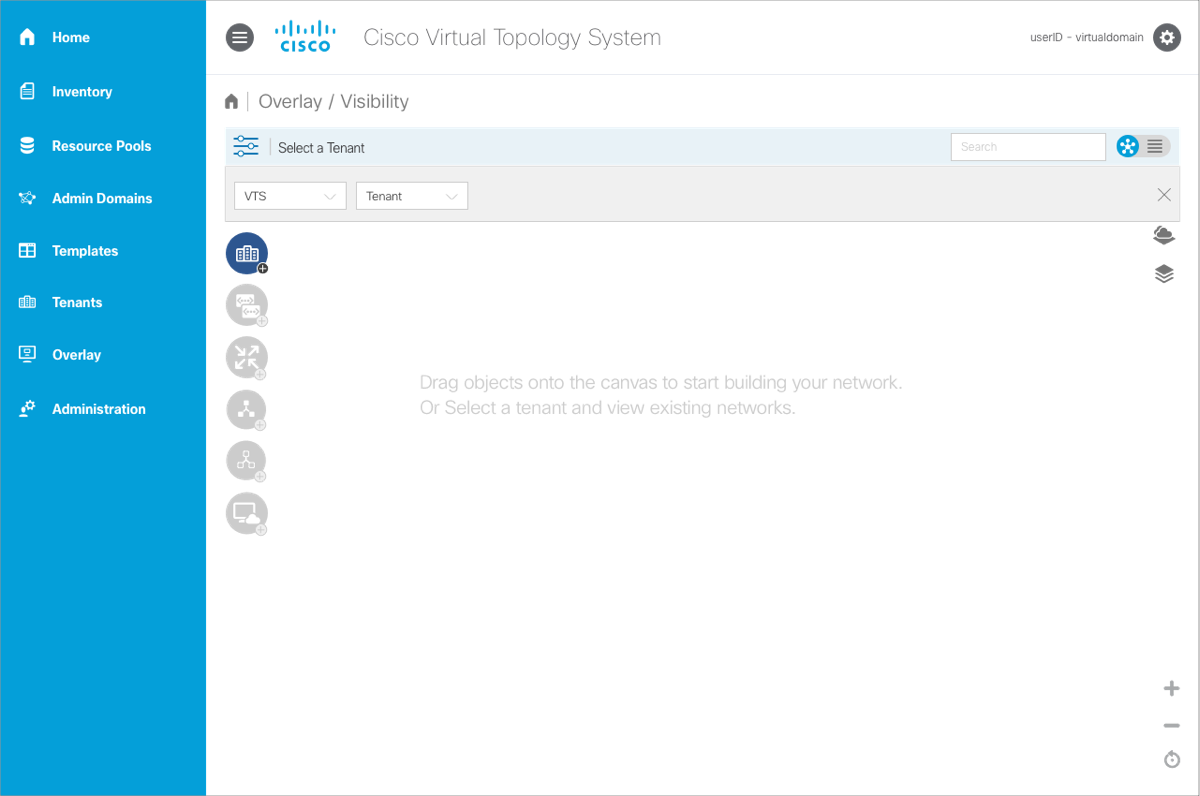 Home
Inventory
Resource Pools
Admin Domains
Templates
Tenants
Overlay
Administration
CISCO Cisco Virtual Topology System
userID - virtualdomain
Overlay / Visibility
Select a Tenant
Search
VTS
Tenant
Drag objects onto the canvas to start building your network.
Or Select a tenant and view existing networks.